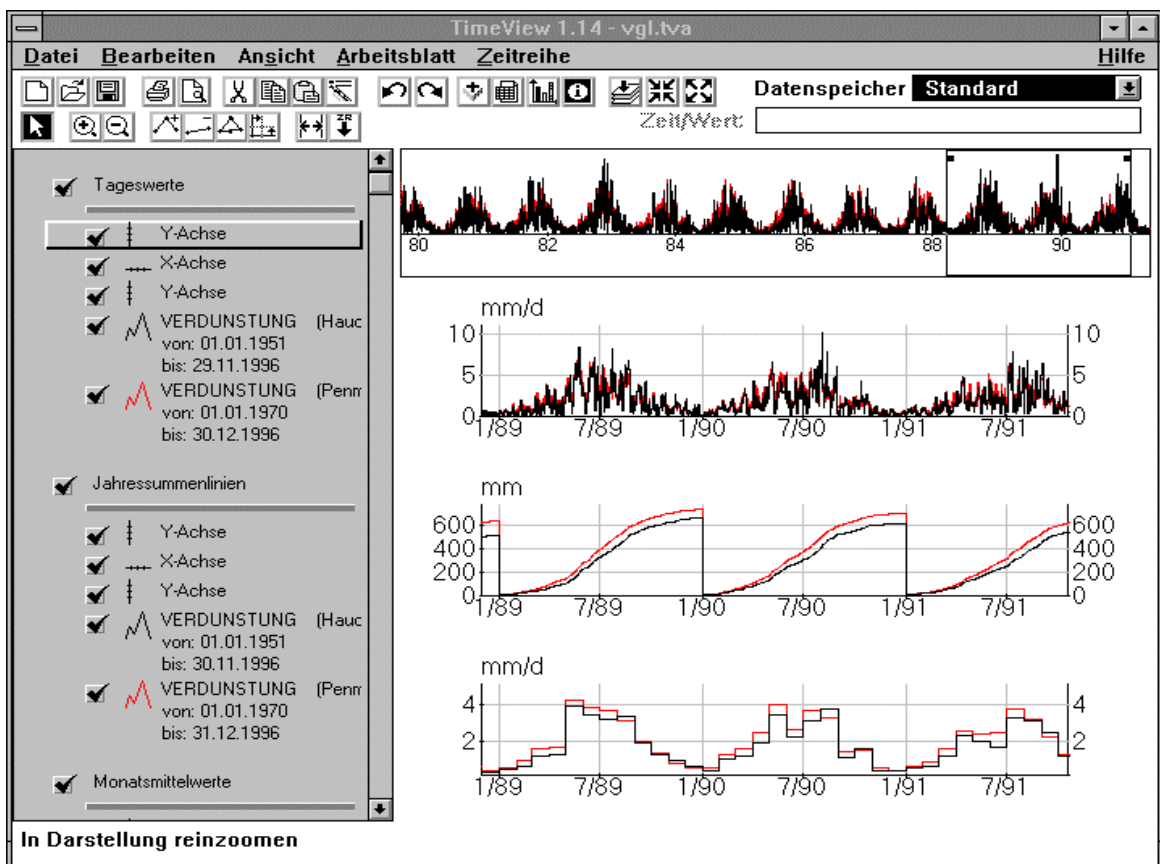 TimeView 1.14 - vgl.tva
Datei Bearbeiten Ansicht Arbeitsblatt Zeitreihe Hilfe
Datenspeicher Standard
Zeit/Wert:
ZR
Tageswerte
Y-Achse
X-Achse
Y-Achse
VERDUNSTUNG (Hauc
von: 01.01.1951
bis: 29.11.1996
VERDUNSTUNG (Penm
von: 01.01.1970
bis: 30.12.1996
Jahressummenlinien
Y-Achse
X-Achse
Y-Achse
VERDUNSTUNG (Hauc
von: 01.01.1951
bis: 30.11.1996
VERDUNSTUNG (Penm
von: 01.01.1970
bis: 31.12.1996
Monatsmittelwerte
80 82 84 86 88 90
mm/d
10 10
5 5
0 0
1/89 7/89 1/90 7/90 1/91 7/91
mm
600 600
400 400
200 200
0 0
1/89 7/89 1/90 7/90 1/91 7/91
mm/d
4 4
2 2
1/89 7/89 1/90 7/90 1/91 7/91
In Darstellung reinzoomen